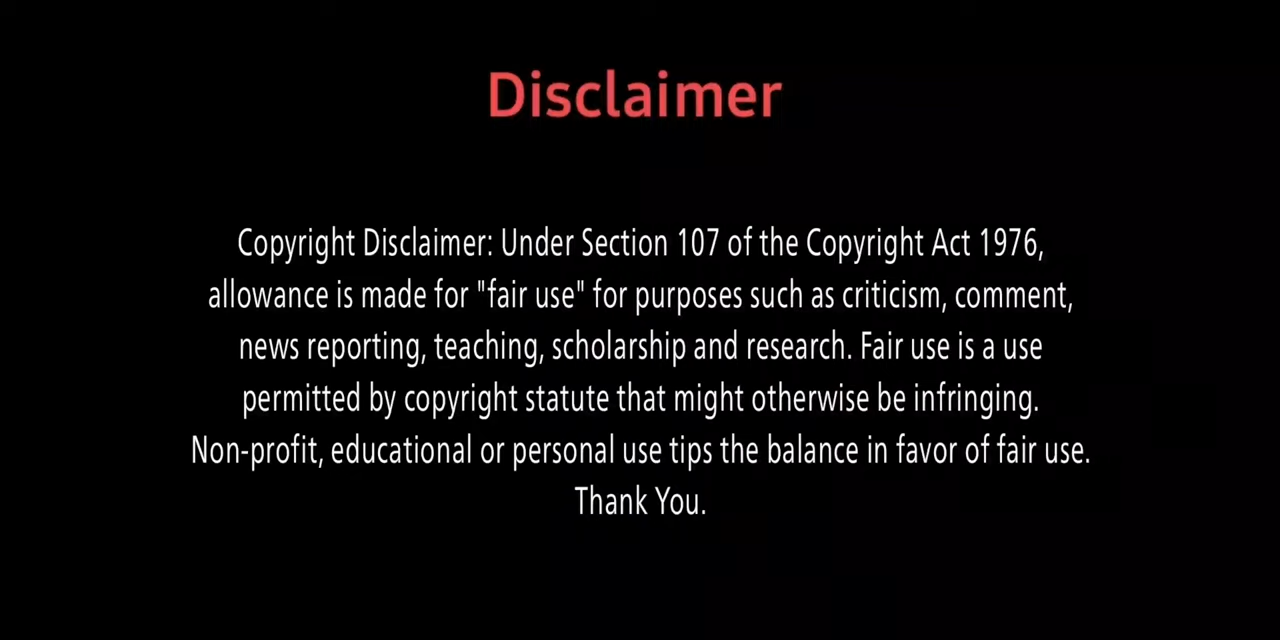 Disclaimer
Copyright Disclaimer: Under Section 107 of the Copyright Act 1976,
allowance is made for "fair use" for purposes such as criticism, comment,
news reporting, teaching, scholarship and research. Fair use is a use
permitted by copyright statute that might otherwise be infringing.
Non-profit, educational or personal use tips the balance in favor of fair use.
Thank You.